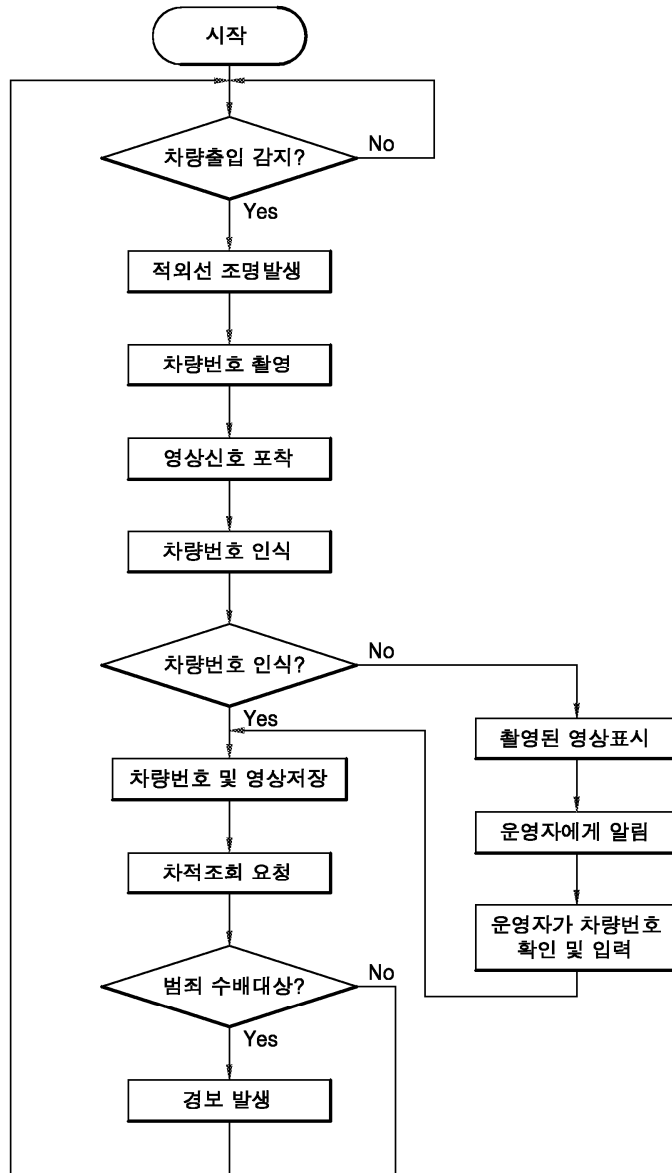 시작
차량출입 감지?
No
Yes
적외선 조명발생
차량번호 촬영
영상신호 포착
차량번호 인식
차량번호 인식?
No
Yes
촬영된 영상표시
차량번호 및 영상저장
운영자에게 알림
차적조회 요청
운영자가 차량번호
확인 및 입력
범죄 수배대상?
No
Yes
경보 발생